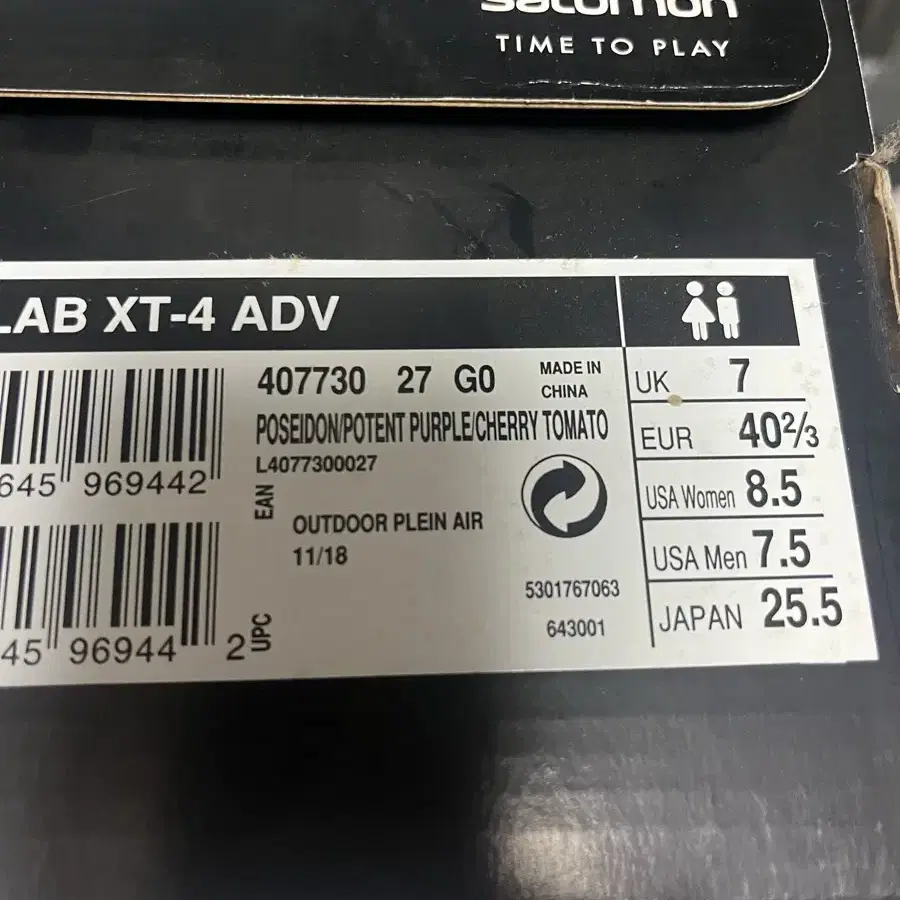 salomon
TIME TO PLAY
LAB XT-4 ADV
407730 27 G0
MADE IN
CHINA
POSEIDON/POTENT PURPLE/CHERRY TOMATO
L4077300027
645 969442
EAN
OUTDOOR PLEIN AIR
11/18
5301767063
643001
45 96944 2
UPC
UK 7
EUR 40⅔
USA Women 8.5
USA Men 7.5
JAPAN 25.5